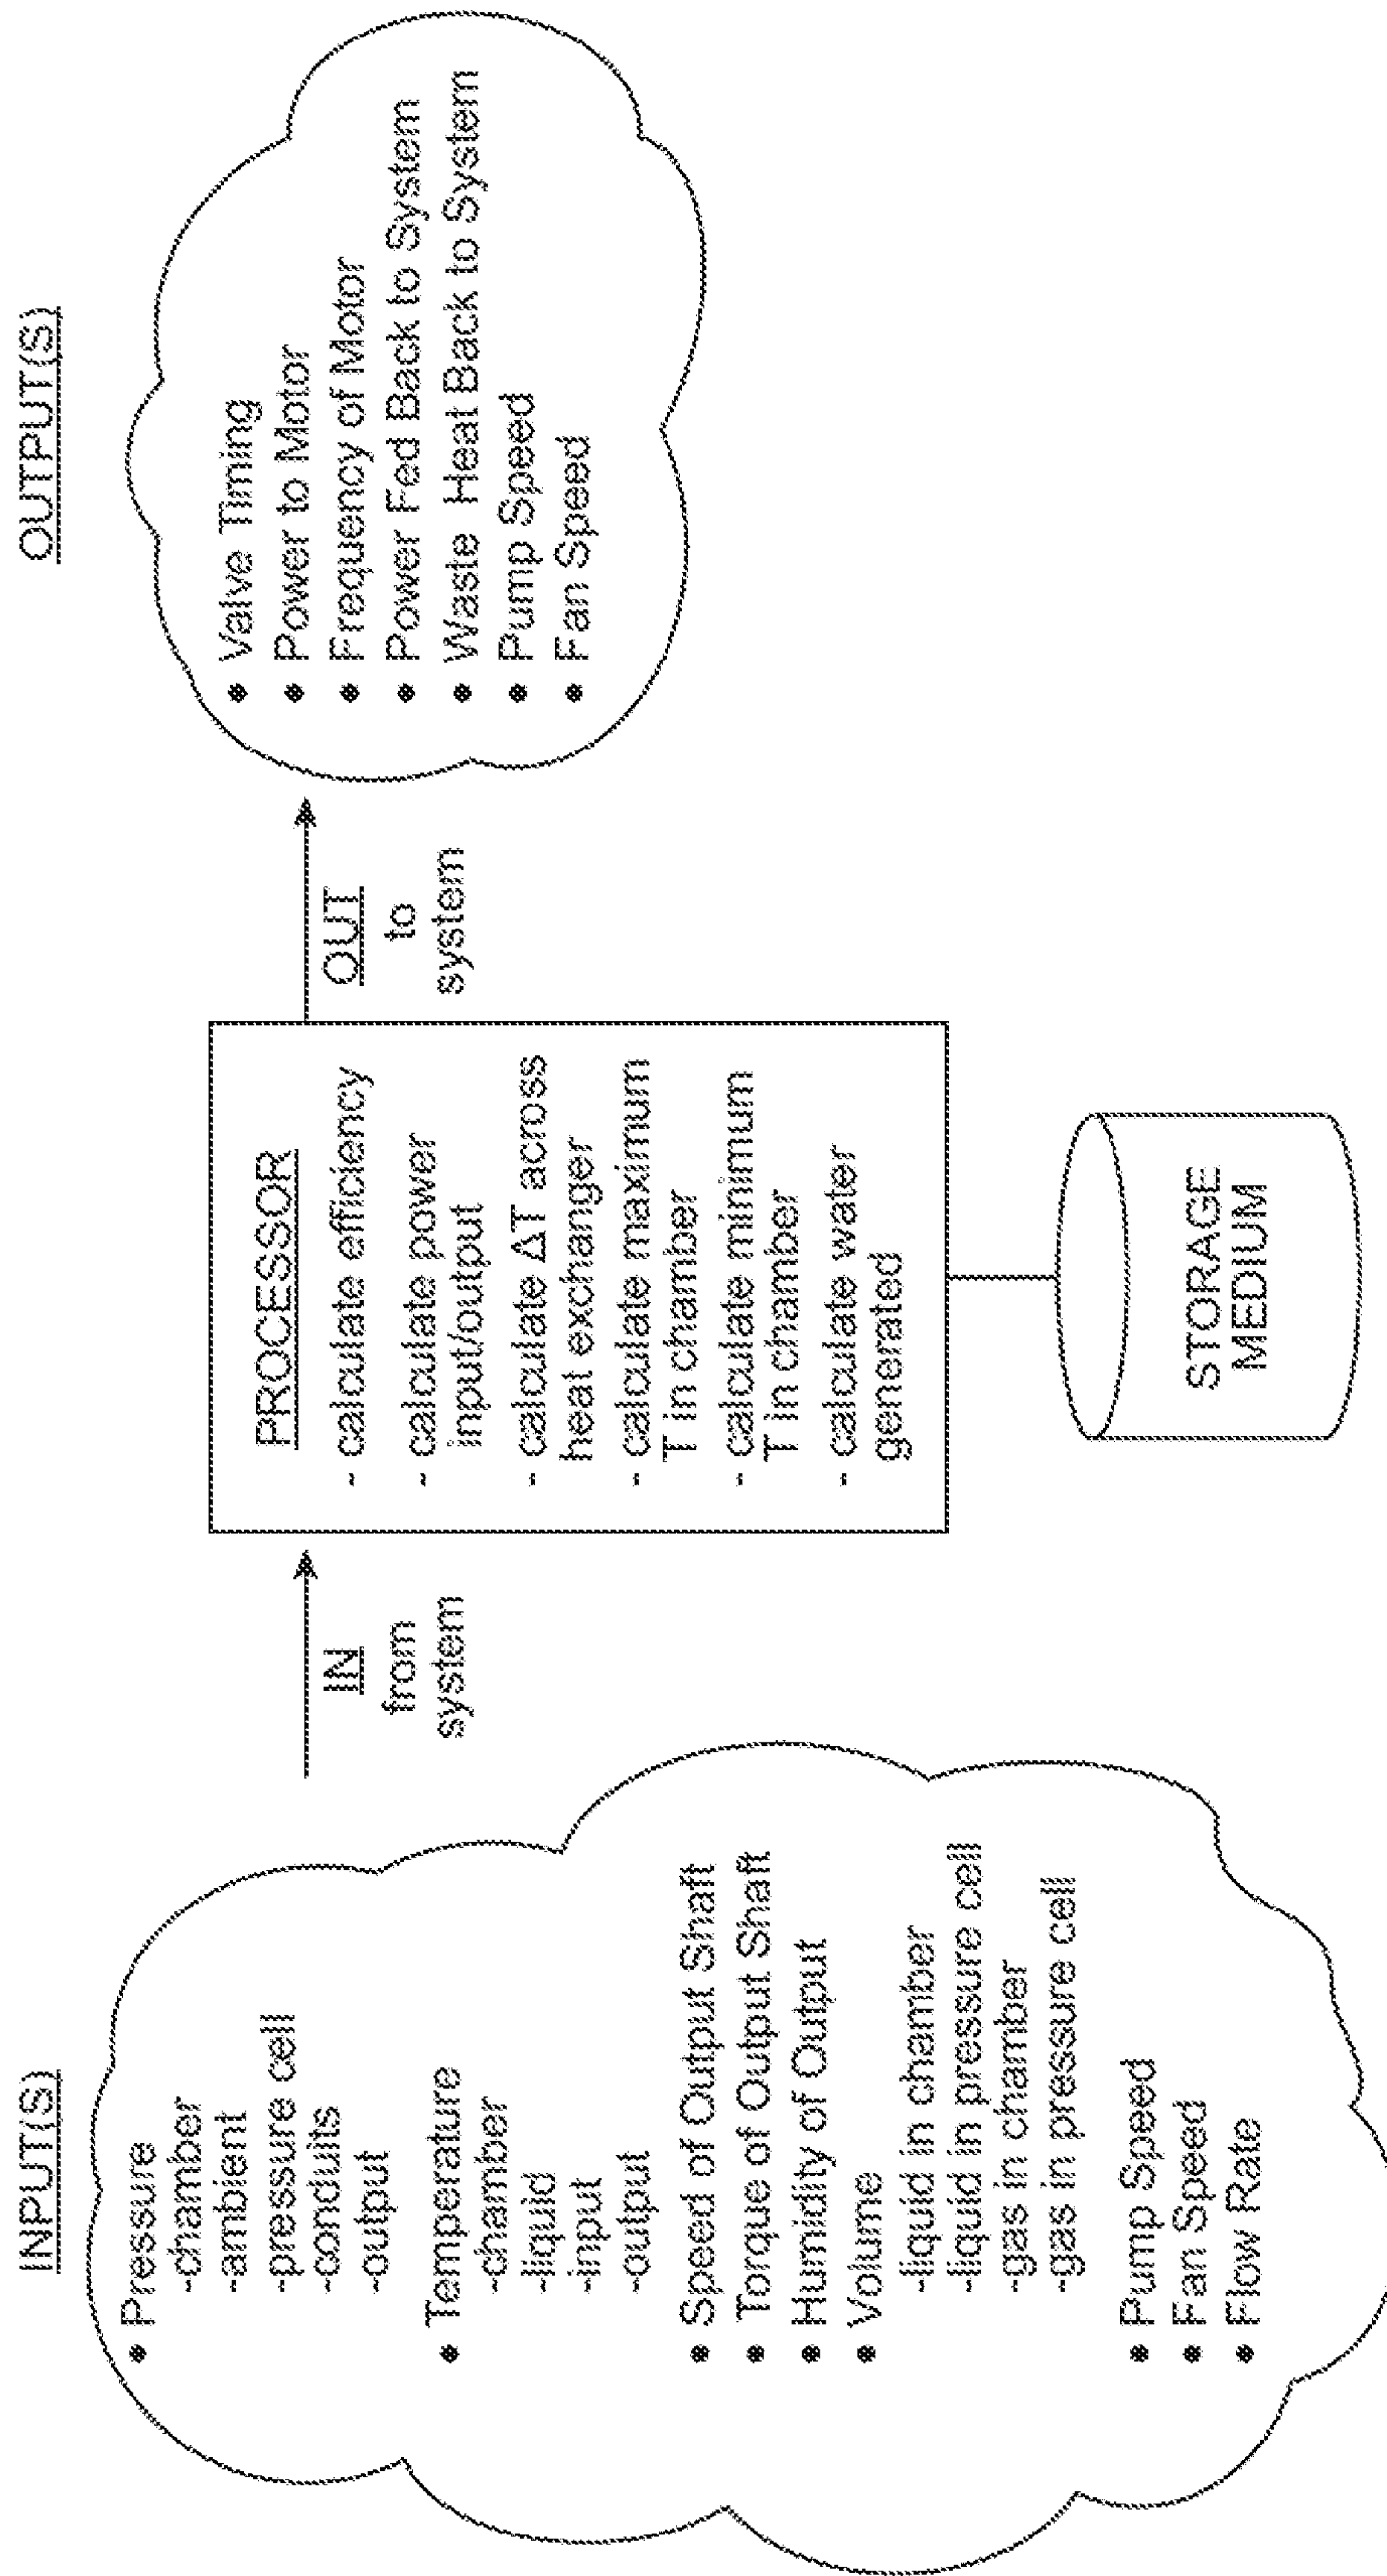 INPUT(S)
● Pressure
-chamber
-ambient
-pressure cell
-conduits
-output
● Temperature
-chamber
-liquid
-input
-output
● Speed of Output Shaft
● Torque of Output Shaft
● Humidity of Output
● Volume
-liquid in chamber
-liquid in pressure cell
-gas in chamber
-gas in pressure cell
● Pump Speed
● Fan Speed
● Flow Rate
IN
from
system
PROCESSOR
- calculate efficiency
- calculate power
input/output
- calculate ΔT across
heat exchanger
- calculate maximum
T in chamber
- calculate minimum
T in chamber
- calculate water
generated
STORAGE
MEDIUM
OUT
to
system
OUTPUT(S)
● Valve Timing
● Power to Motor
● Frequency of Motor
● Power Fed Back to System
● Waste Heat Back to System
● Pump Speed
● Fan Speed